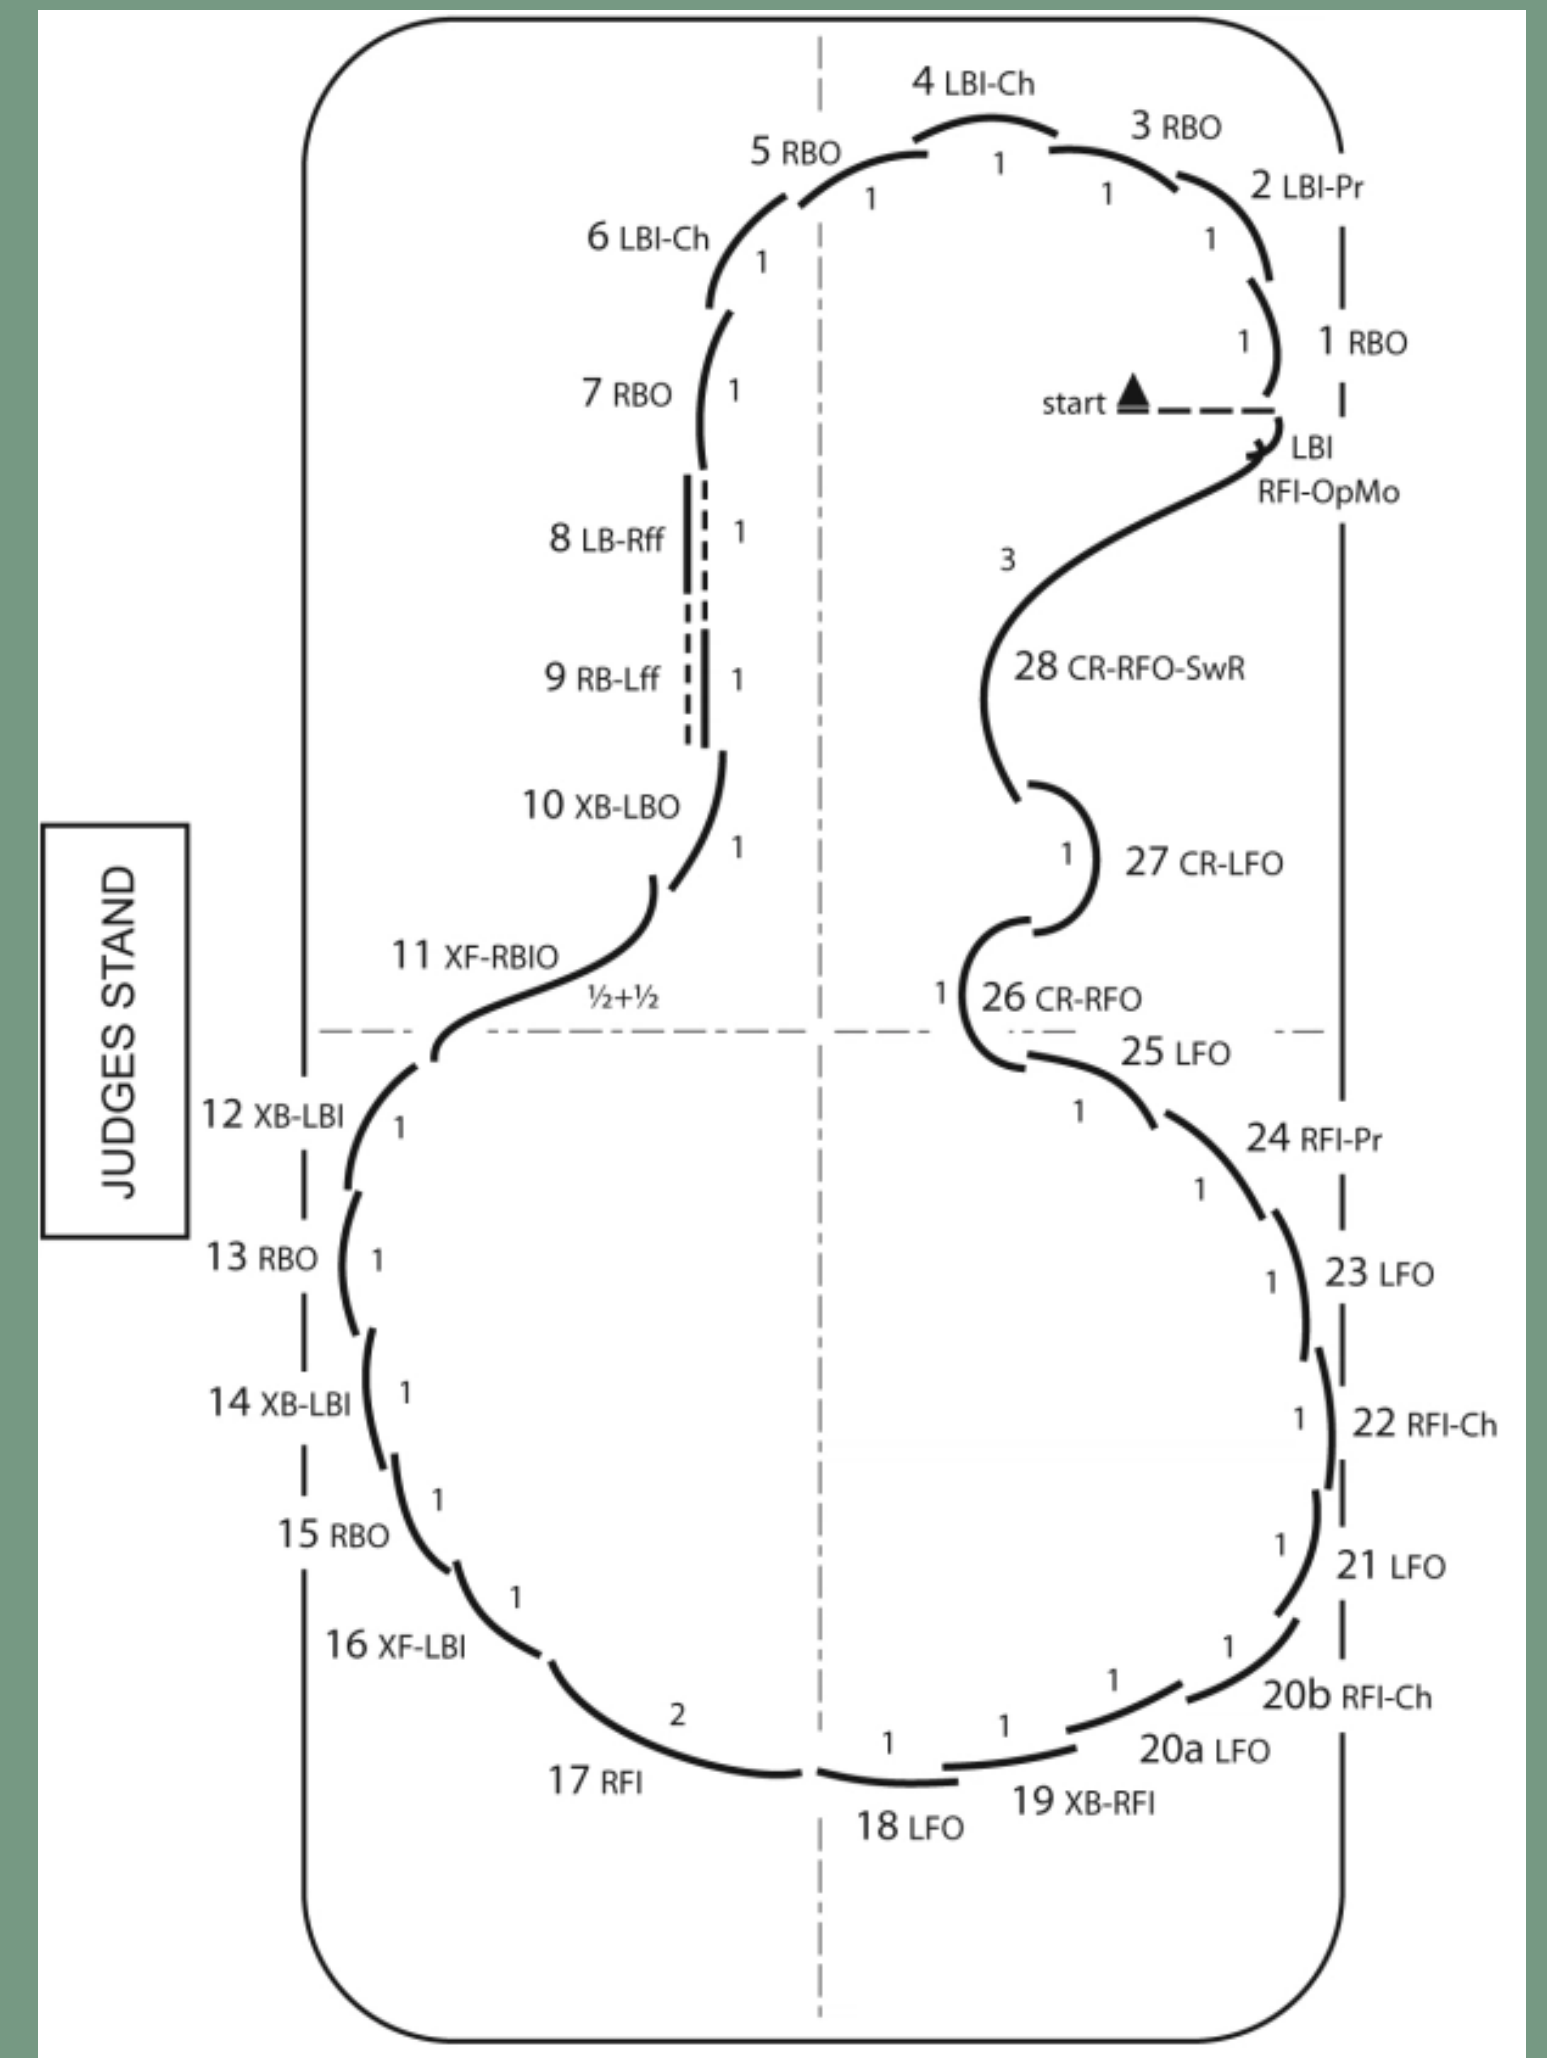 4 LBI-Ch
1
3 RBO
1
2 LBI-Pr
1
5 RBO
1
6 LBI-Ch
1
1 RBO
1
start
7 RBO
1
LBI
RFI-OpMo
8 LB-Rff
1
3
9 RB-Lff
1
28 CR-RFO-SwR
10 XB-LBO
1
27 CR-LFO
1
JUDGES STAND
11 XF-RBIO
½+½
26 CR-RFO
1
25 LFO
1
12 XB-LBI
1
24 RFI-Pr
1
13 RBO
1
23 LFO
1
14 XB-LBI
1
22 RFI-Ch
1
15 RBO
1
21 LFO
1
16 XF-LBI
1
20b RFI-Ch
1
20a LFO
1
17 RFI
2
19 XB-RFI
1
18 LFO
1